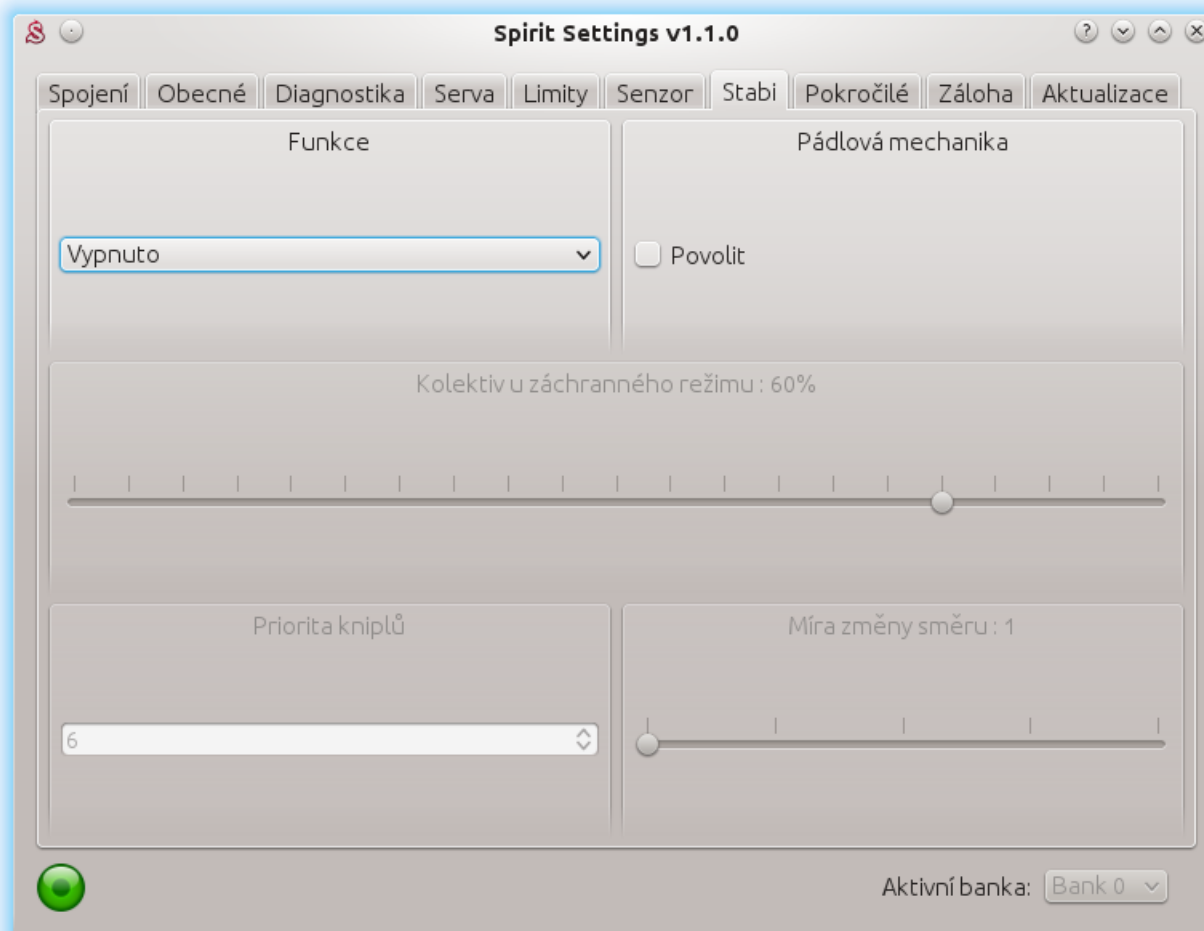 Spirit Settings v1.1.0
Spojení Obecné Diagnostika Serva Limity Senzor Stabi Pokročilé Záloha Aktualizace
Funkce
Pádlová mechanika
Vypnuto
Povolit
Kolektiv u záchranného režimu : 60%
Priorita kniplů
Míra změny směru : 1
6
Aktivní banka: Bank 0